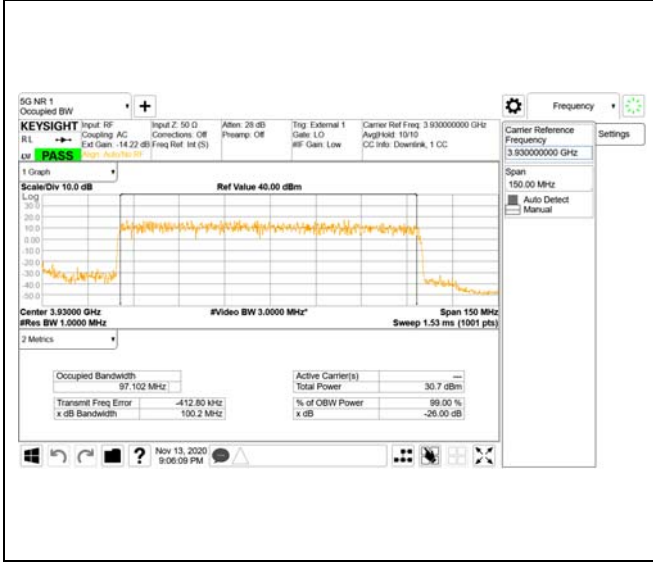 5G NR 1
Occupied BW
Frequency
KEYSIGHT
R L
PASS
Input: RF
Coupling: AC
Ext Gain: -14.22 dB
Align: Auto/No RF
Input Z: 50 Ω
Corrections: Off
Freq Ref: Int (S)
Atten: 28 dB
Preamp: Off
Trig: External 1
Gate: LO
#IF Gain: Low
Carrier Ref Freq: 3.930000000 GHz
Avg|Hold: 10/10
CC Info: Downlink, 1 CC
Carrier Reference
Frequency
3.930000000 GHz
Settings
Span
150.00 MHz
Auto Detect
Manual
1 Graph
Scale/Div 10.0 dB
Ref Value 40.00 dBm
Log
30.0
20.0
10.0
0.00
-10.0
-20.0
-30.0
-40.0
-50.0
Center 3.93000 GHz
#Video BW 3.0000 MHz*
Span 150 MHz
#Res BW 1.0000 MHz
Sweep 1.53 ms (1001 pts)
2 Metrics
Occupied Bandwidth
97.102 MHz
Transmit Freq Error -412.80 kHz
x dB Bandwidth 100.2 MHz
Active Carrier(s) ---
Total Power 30.7 dBm
% of OBW Power 99.00 %
x dB -26.00 dB
Nov 13, 2020
9:06:09 PM